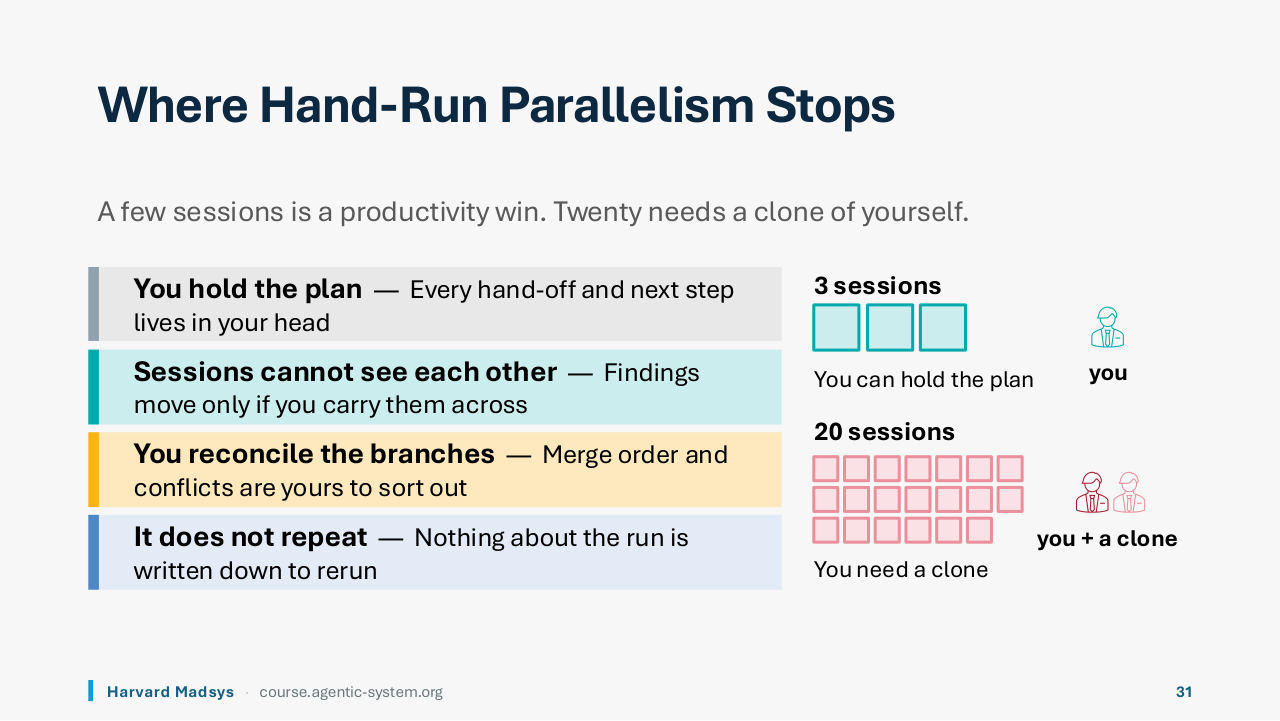 Where Hand-Run Parallelism Stops
A few sessions is a productivity win. Twenty needs a clone of yourself.
You hold the plan — Every hand-off and next step
lives in your head
Sessions cannot see each other — Findings
move only if you carry them across
You reconcile the branches — Merge order and
conflicts are yours to sort out
It does not repeat — Nothing about the run is
written down to rerun
3 sessions
You can hold the plan
you
20 sessions
you + a clone
You need a clone
Harvard Madsys · course.agentic-system.org
31